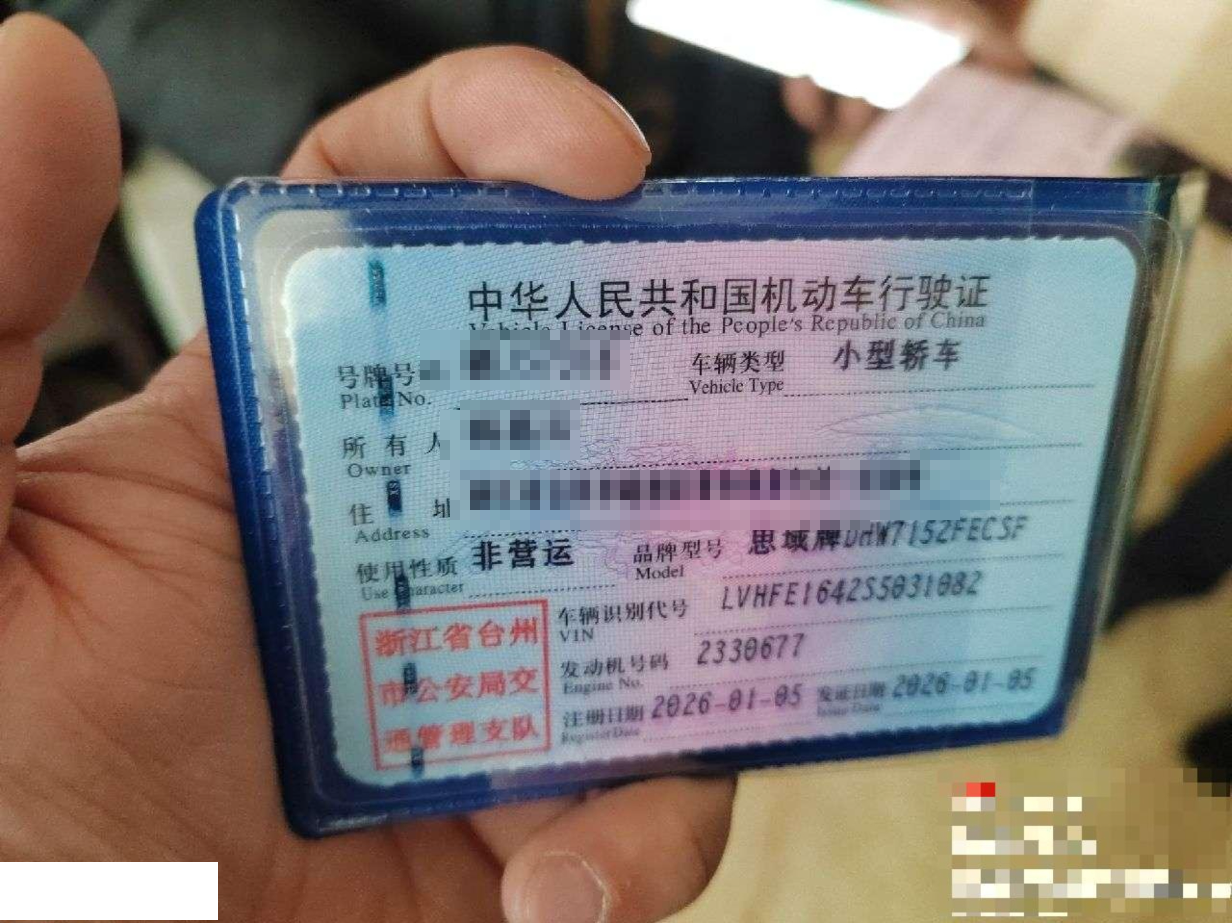 中华人民共和国机动车行驶证
Vehicle License of the People's Republic of China
号牌号 车辆类型 小型轿车
Plate No. Vehicle Type
所有人
Owner
住址
Address
使用性质 非营运 品牌型号 思域牌DHW7152FECSF
Use Character Model
车辆识别代号 LVHFE1642S5031082
VIN
发动机号码 2330677
Engine No.
注册日期 2026-01-05 发证日期 2026-01-05
Register Date Issue Date
浙江省台州
市公安局交
通管理支队